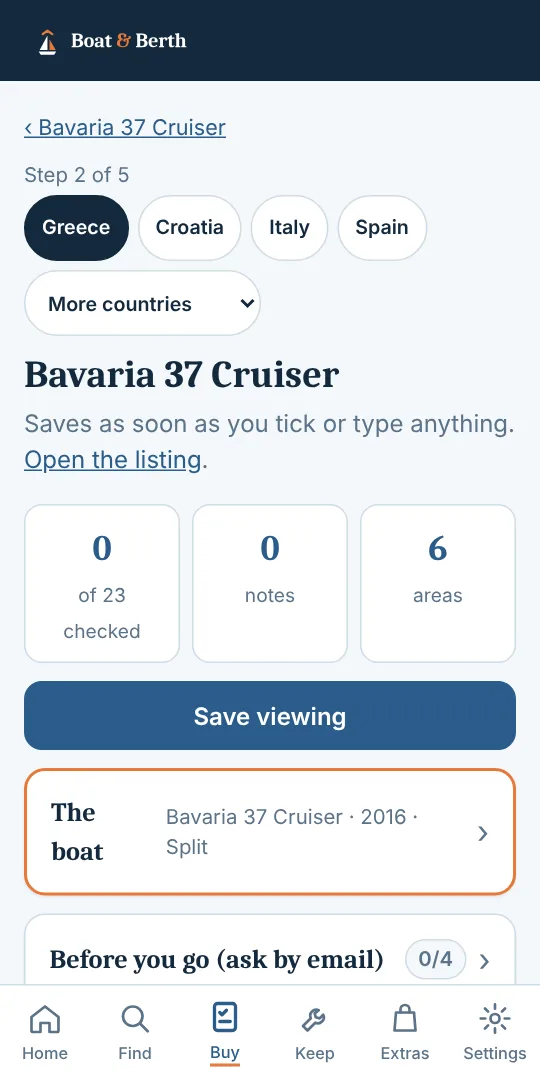 Boat & Berth
‹ Bavaria 37 Cruiser
Step 2 of 5
Greece
Croatia
Italy
Spain
More countries
Bavaria 37 Cruiser
Saves as soon as you tick or type anything.
Open the listing.
0
of 23
checked
0
notes
6
areas
Save viewing
The
boat
Bavaria 37 Cruiser · 2016 ·
Split
Before you go (ask by email)
0/4
Home
Find
Buy
Keep
Extras
Settings